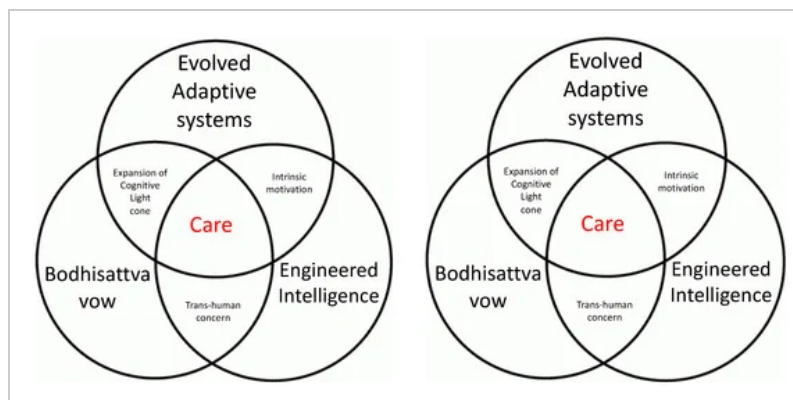 Evolved
Adaptive
systems
Expansion of
Cognitive
Light
cone
Intrinsic
motivation
Care
Bodhisattva
vow
Engineered
Intelligence
Trans-human
concern
Evolved
Adaptive
systems
Expansion of
Cognitive
Light
cone
Intrinsic
motivation
Care
Bodhisattva
vow
Engineered
Intelligence
Trans-human
concern